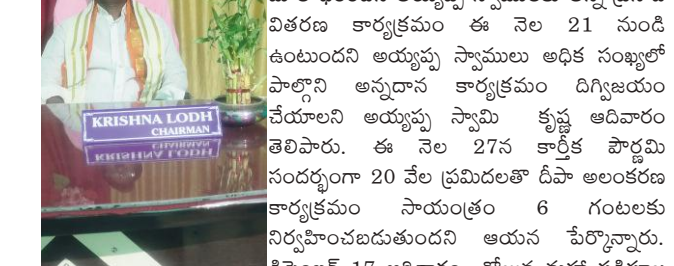 KRISHNA LODH
CHAIRMAN
వితరణ కార్యక్రమం ఈ నెల 21 నుండి
ఉంటుందని అయ్యప్ప స్వాములు అధిక సంఖ్యలో
పాల్గొని అన్నదాన కార్యక్రమం దిగ్విజయం
చేయాలని అయ్యప్ప స్వామి కృష్ణ ఆదివారం
తెలిపారు. ఈ నెల 27న కార్తీక పౌర్ణమి
సందర్భంగా 20 వేల ప్రమిదలతొ దీపా అలంకరణ
కార్యక్రమం సాయంత్రం 6 గంటలకు
నిర్వహించబడుతుందని ఆయన పేర్కొన్నారు.